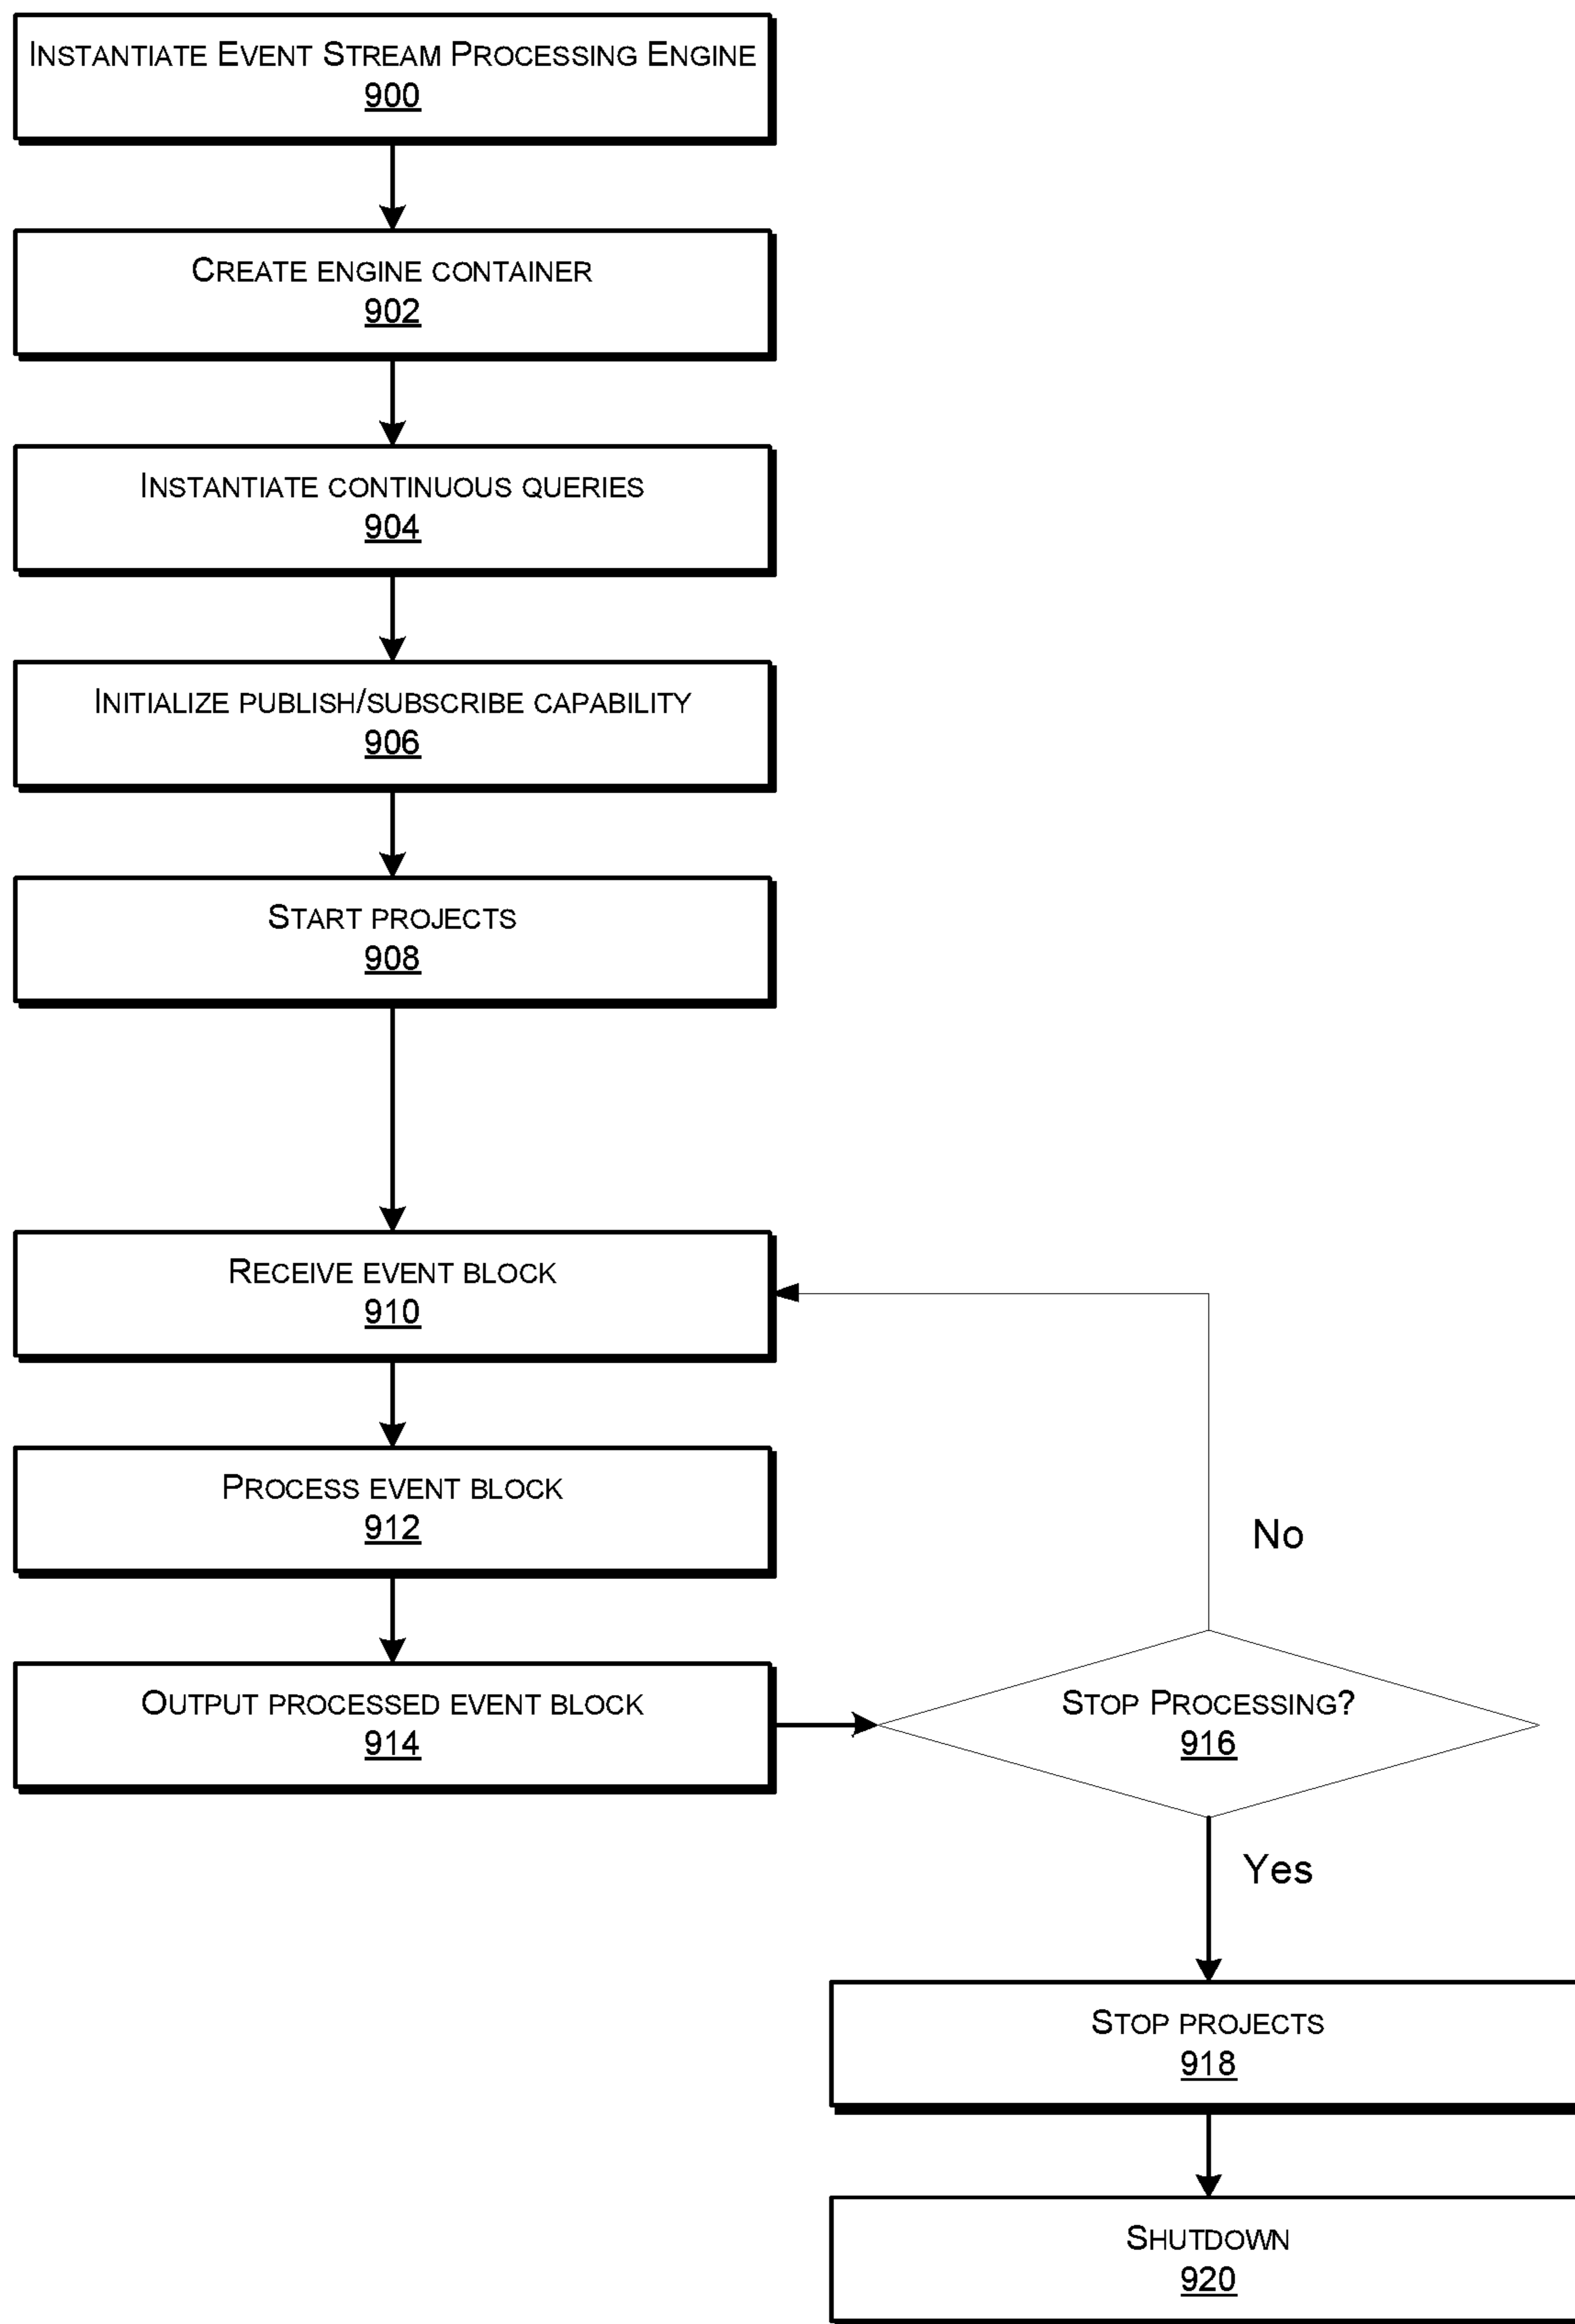 INSTANTIATE EVENT STREAM PROCESSING ENGINE
900
CREATE ENGINE CONTAINER
902
INSTANTIATE CONTINUOUS QUERIES
904
INITIALIZE PUBLISH/SUBSCRIBE CAPABILITY
906
START PROJECTS
908
RECEIVE EVENT BLOCK
910
PROCESS EVENT BLOCK
912
No
OUTPUT PROCESSED EVENT BLOCK
914
STOP PROCESSING?
916
Yes
STOP PROJECTS
918
SHUTDOWN
920